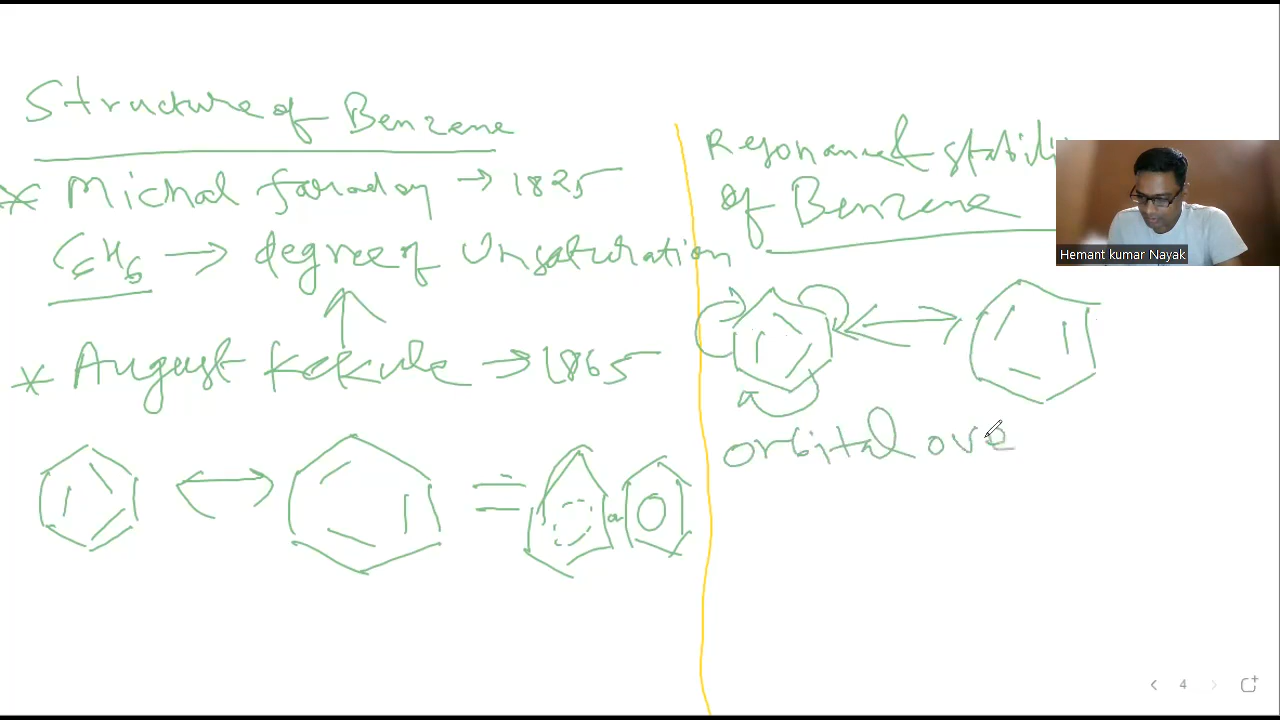 Structure of Benzene
* Michal faraday → 1825
C6H6 → degree of Unsaturation
* August kekule → 1865
=
or
Resonance & stabili
of Benzene
orbital ove
Hemant kumar Nayak
4